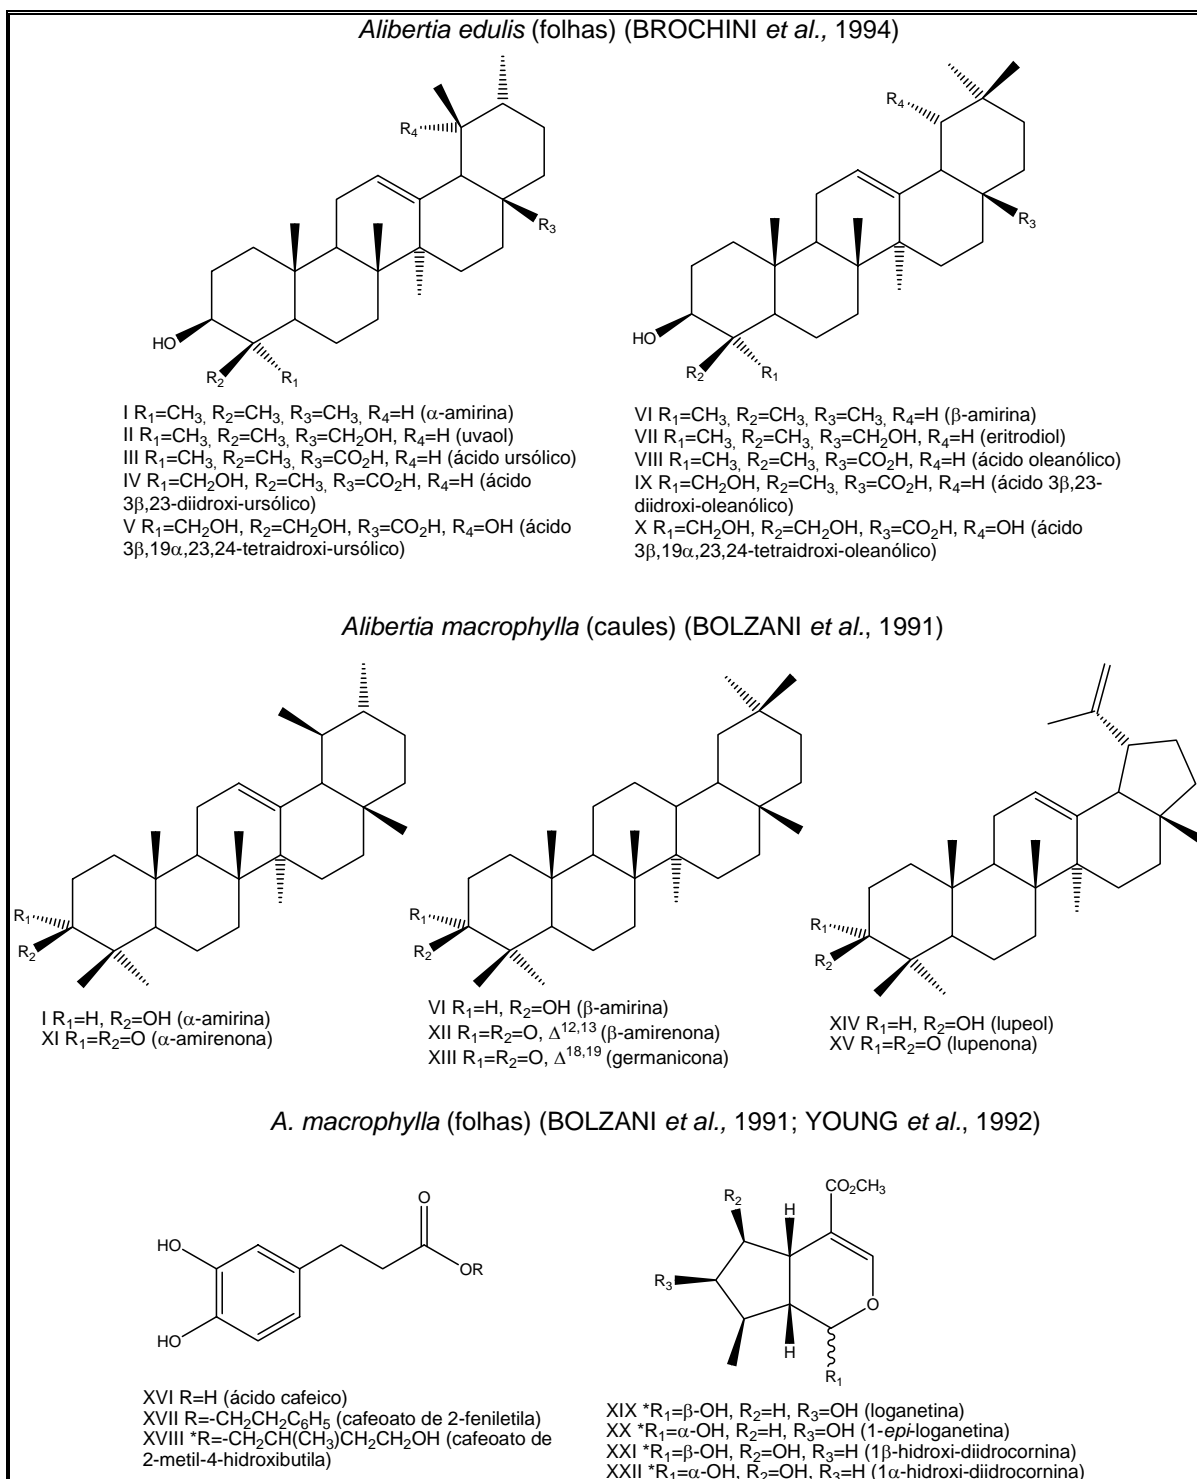 Alibertia edulis (folhas) (BROCHINI et al., 1994)
R4
R3
HO
R2
R1
R4
R3
HO
R2
R1
I R1=CH3, R2=CH3, R3=CH3, R4=H (α-amirina)
II R1=CH3, R2=CH3, R3=CH2OH, R4=H (uvaol)
III R1=CH3, R2=CH3, R3=CO2H, R4=H (ácido ursólico)
IV R1=CH2OH, R2=CH3, R3=CO2H, R4=H (ácido
3β,23-diidroxi-ursólico)
V R1=CH2OH, R2=CH2OH, R3=CO2H, R4=OH (ácido
3β,19α,23,24-tetraidroxi-ursólico)
VI R1=CH3, R2=CH3, R3=CH3, R4=H (β-amirina)
VII R1=CH3, R2=CH3, R3=CH2OH, R4=H (eritrodiol)
VIII R1=CH3, R2=CH3, R3=CO2H, R4=H (ácido oleanólico)
IX R1=CH2OH, R2=CH3, R3=CO2H, R4=H (ácido 3β,23-
diidroxi-oleanólico)
X R1=CH2OH, R2=CH2OH, R3=CO2H, R4=OH (ácido
3β,19α,23,24-tetraidroxi-oleanólico)
Alibertia macrophylla (caules) (BOLZANI et al., 1991)
R1
R2
R1
R2
R1
R2
I R1=H, R2=OH (α-amirina)
XI R1=R2=O (α-amirenona)
VI R1=H, R2=OH (β-amirina)
XII R1=R2=O, Δ12,13 (β-amirenona)
XIII R1=R2=O, Δ18,19 (germanicona)
XIV R1=H, R2=OH (lupeol)
XV R1=R2=O (lupenona)
A. macrophylla (folhas) (BOLZANI et al., 1991; YOUNG et al., 1992)
O
HO
OR
HO
CO2CH3
R2
H
R3
O
H
R1
XVI R=H (ácido cafeico)
XVII R=-CH2CH2C6H5 (cafeoato de 2-feniletila)
XVIII *R=-CH2CH(CH3)CH2CH2OH (cafeoato de
2-metil-4-hidroxibutila)
XIX *R1=β-OH, R2=H, R3=OH (loganetina)
XX *R1=α-OH, R2=H, R3=OH (1-epi-loganetina)
XXI *R1=β-OH, R2=OH, R3=H (1β-hidroxi-diidrocornina)
XXII *R1=α-OH, R2=OH, R3=H (1α-hidroxi-diidrocornina)